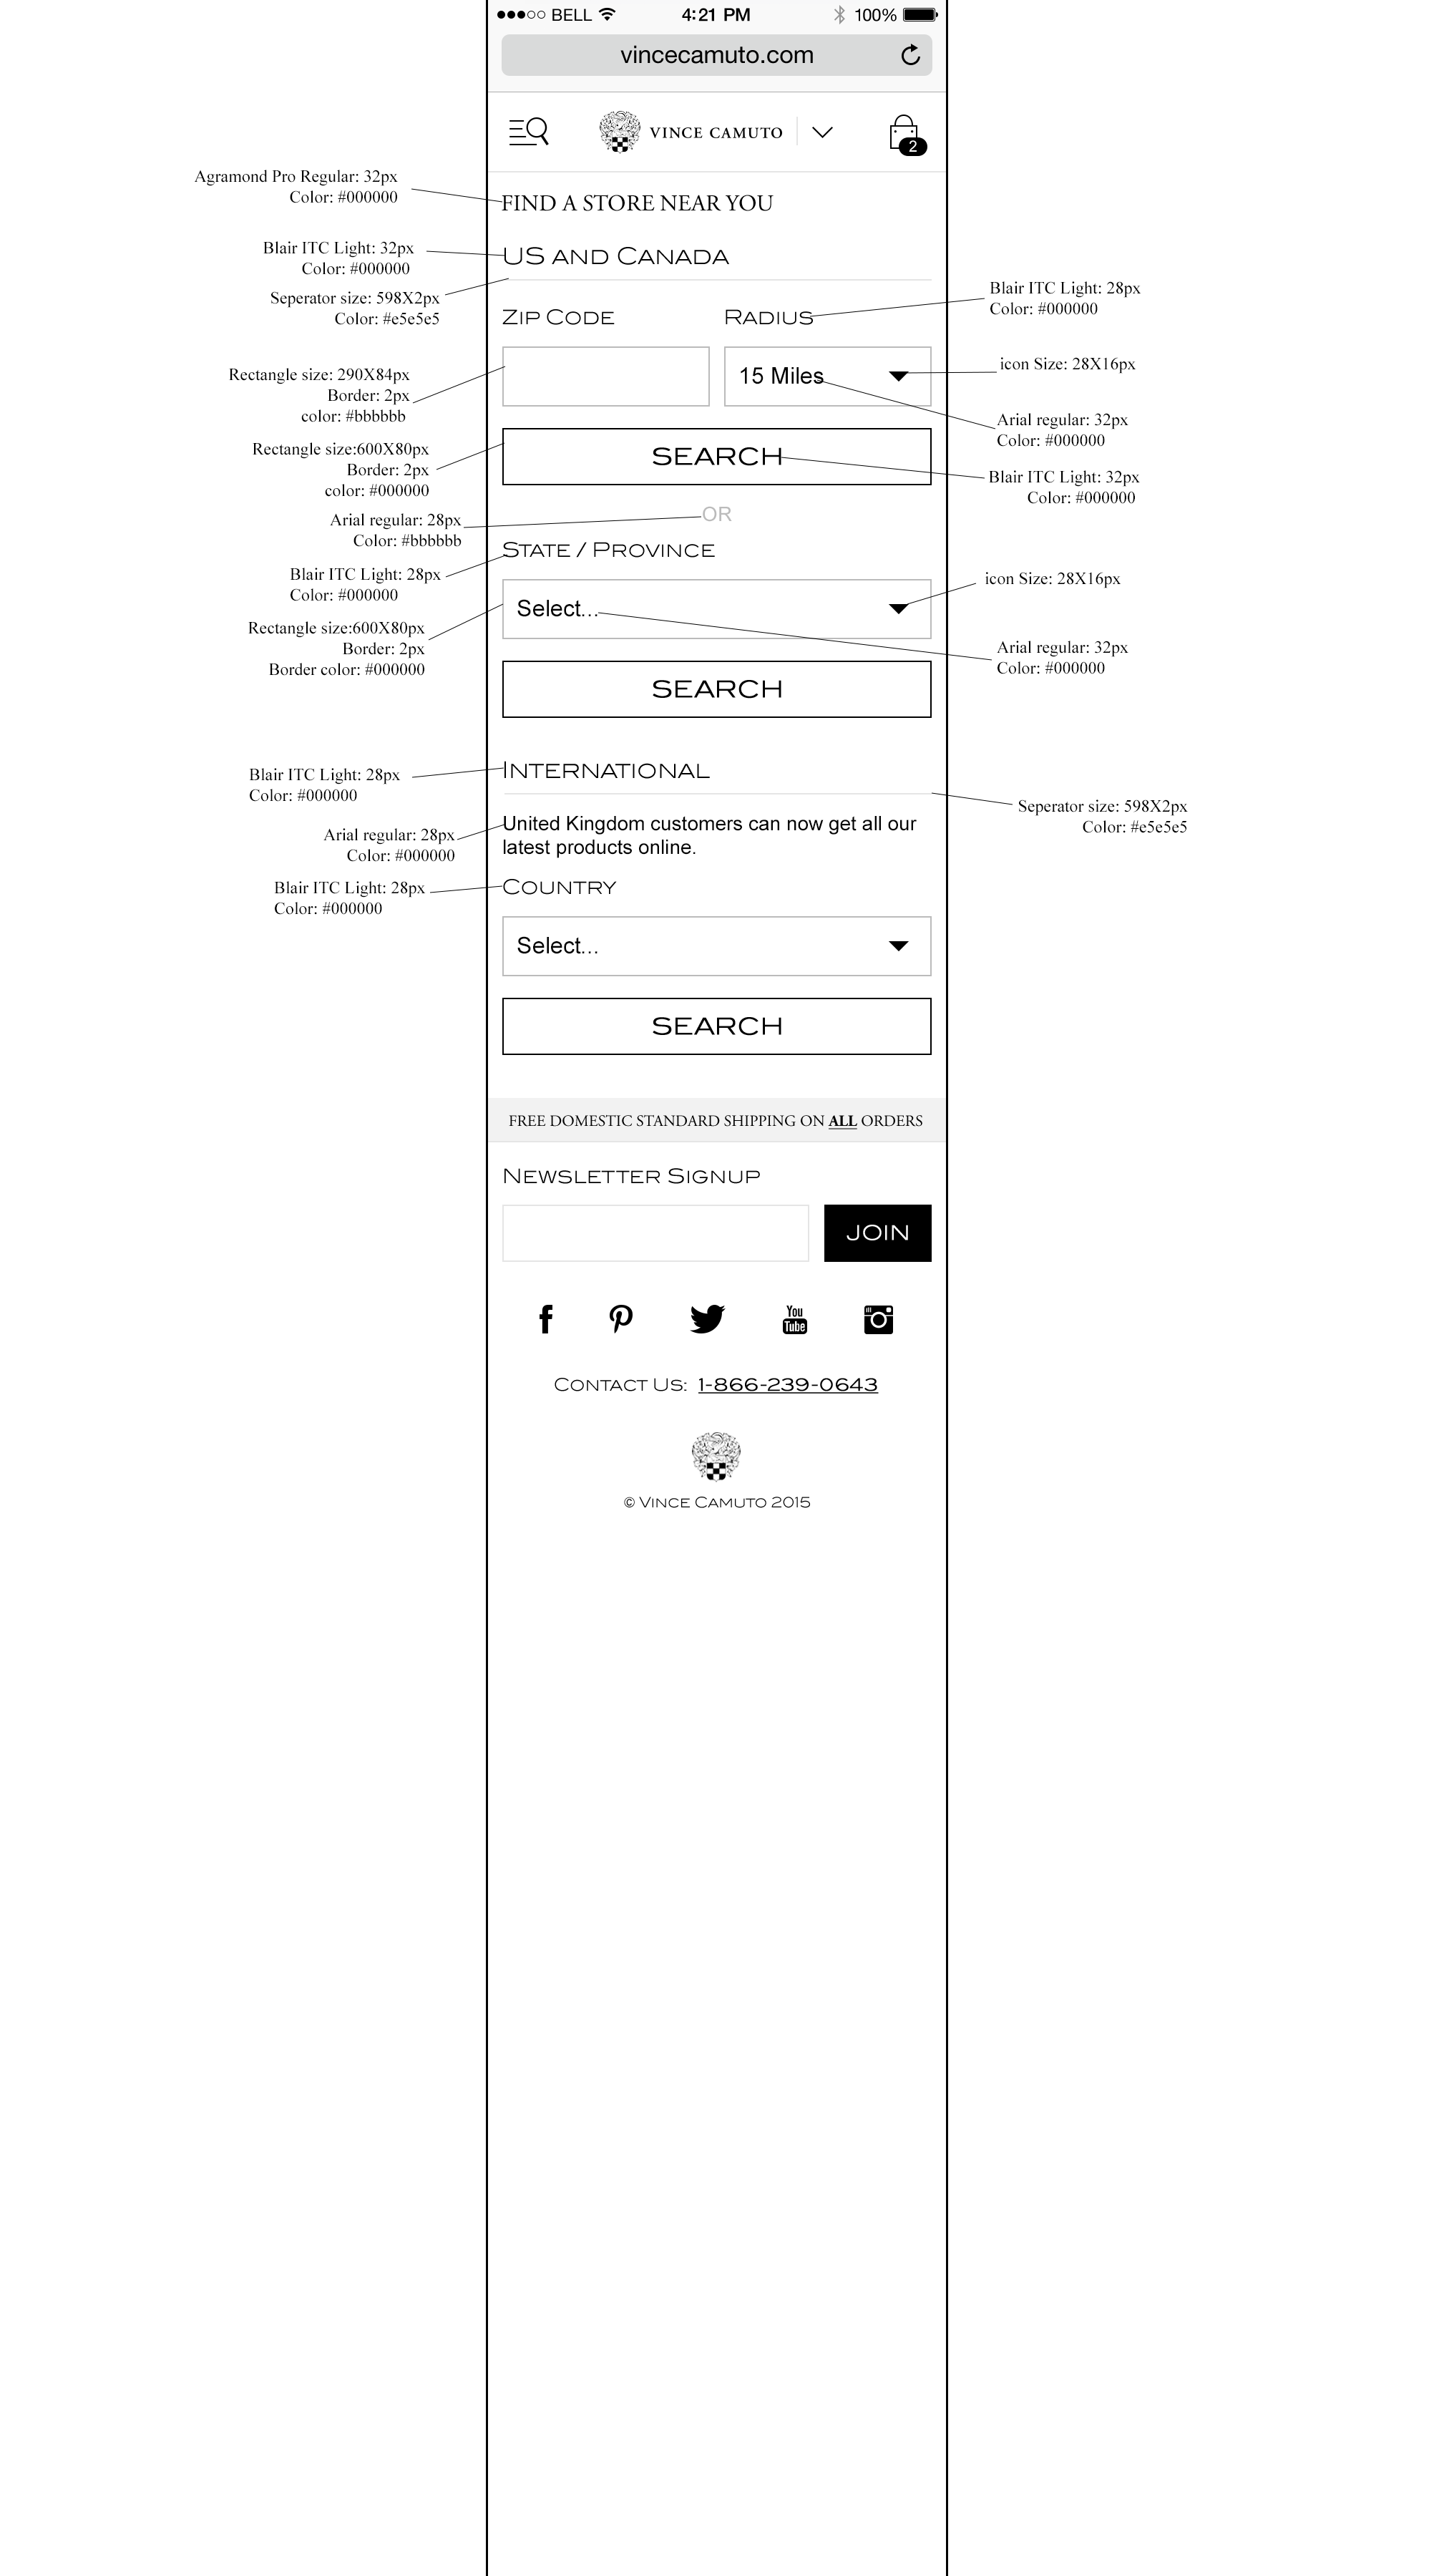 BELL 4:21 PM 100%
vincecamuto.com
VINCE CAMUTO
2
Agramond Pro Regular: 32px
Color: #000000
FIND A STORE NEAR YOU
Blair ITC Light: 32px
Color: #000000
US and Canada
Seperator size: 598X2px
Color: #e5e5e5
Blair ITC Light: 28px
Color: #000000
Zip Code
Radius
Rectangle size: 290X84px
Border: 2px
color: #bbbbbb
15 Miles
icon Size: 28X16px
Arial regular: 32px
Color: #000000
Rectangle size:600X80px
Border: 2px
color: #000000
SEARCH
Blair ITC Light: 32px
Color: #000000
Arial regular: 28px
Color: #bbbbbb
OR
Blair ITC Light: 28px
Color: #000000
State / Province
icon Size: 28X16px
Rectangle size:600X80px
Border: 2px
Border color: #000000
Select...
Arial regular: 32px
Color: #000000
SEARCH
Blair ITC Light: 28px
Color: #000000
International
Seperator size: 598X2px
Color: #e5e5e5
Arial regular: 28px
Color: #000000
United Kingdom customers can now get all our
latest products online.
Blair ITC Light: 28px
Color: #000000
Country
Select...
SEARCH
FREE DOMESTIC STANDARD SHIPPING ON ALL ORDERS
Newsletter Signup
JOIN
You
Tube
Contact Us: 1-866-239-0643
© Vince Camuto 2015